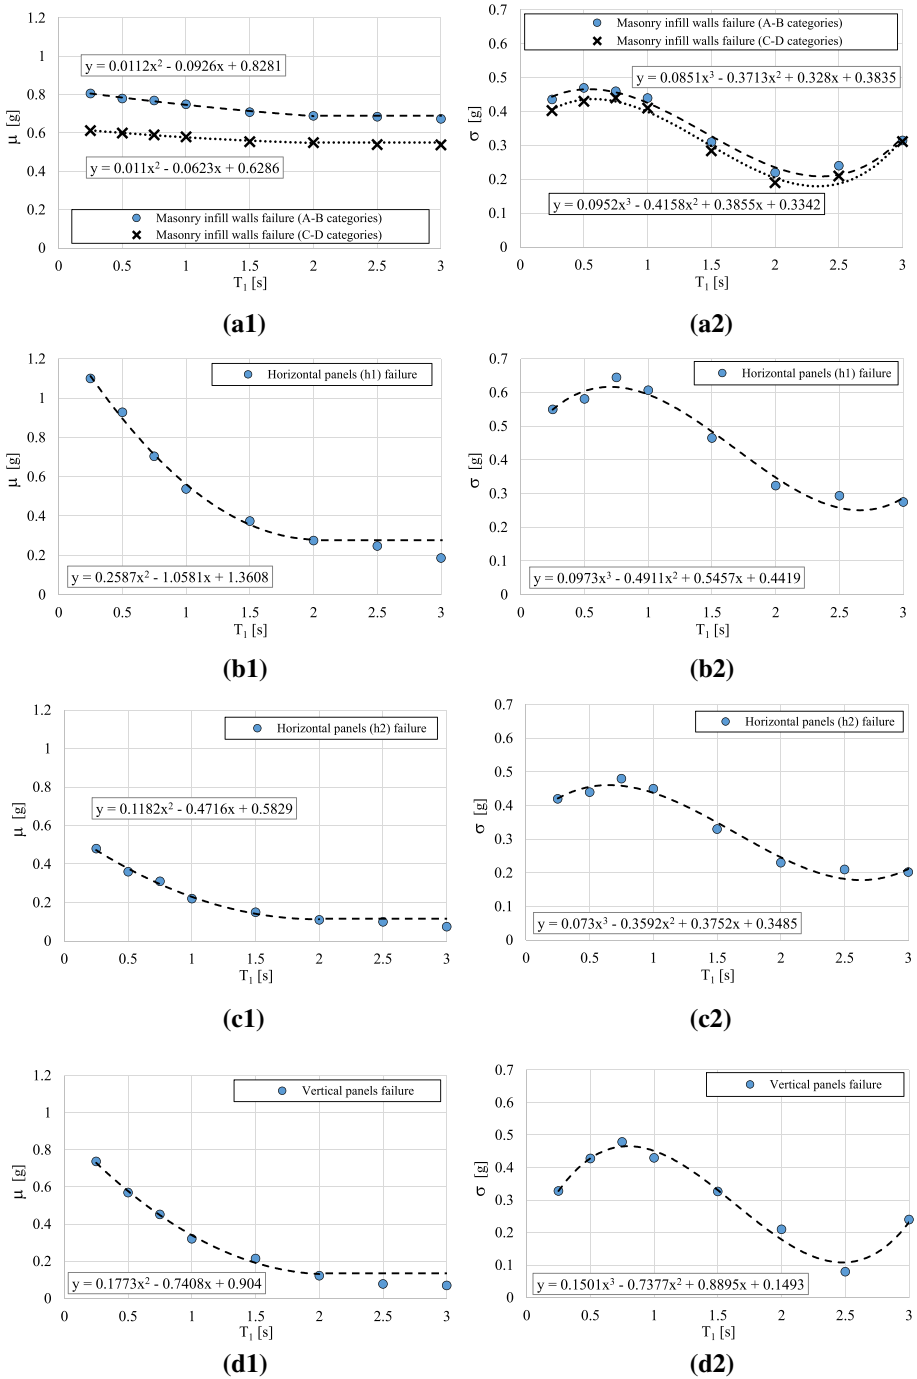 1.2
1
0.8
0.6
0.4
0.2
0
μ [g]
y = 0.0112x² - 0.0926x + 0.8281
y = 0.011x² - 0.0623x + 0.6286
Masonry infill walls failure (A-B categories)
Masonry infill walls failure (C-D categories)
0 0.5 1 1.5 2 2.5 3
T₁ [s]
(a1)
0.7
0.6
0.5
0.4
0.3
0.2
0.1
0
σ [g]
Masonry infill walls failure (A-B categories)
Masonry infill walls failure (C-D categories)
y = 0.0851x³ - 0.3713x² + 0.328x + 0.3835
y = 0.0952x³ - 0.4158x² + 0.3855x + 0.3342
0 0.5 1 1.5 2 2.5 3
T₁ [s]
(a2)
1.2
1
0.8
0.6
0.4
0.2
0
μ [g]
Horizontal panels (h1) failure
y = 0.2587x² - 1.0581x + 1.3608
0 0.5 1 1.5 2 2.5 3
T₁ [s]
(b1)
0.7
0.6
0.5
0.4
0.3
0.2
0.1
0
σ [g]
Horizontal panels (h1) failure
y = 0.0973x³ - 0.4911x² + 0.5457x + 0.4419
0 0.5 1 1.5 2 2.5 3
T₁ [s]
(b2)
1.2
1
0.8
0.6
0.4
0.2
0
μ [g]
Horizontal panels (h2) failure
y = 0.1182x² - 0.4716x + 0.5829
0 0.5 1 1.5 2 2.5 3
T₁ [s]
(c1)
0.7
0.6
0.5
0.4
0.3
0.2
0.1
0
σ [g]
Horizontal panels (h2) failure
y = 0.073x³ - 0.3592x² + 0.3752x + 0.3485
0 0.5 1 1.5 2 2.5 3
T₁ [s]
(c2)
1.2
1
0.8
0.6
0.4
0.2
0
μ [g]
Vertical panels failure
y = 0.1773x² - 0.7408x + 0.904
0 0.5 1 1.5 2 2.5 3
T₁ [s]
(d1)
0.7
0.6
0.5
0.4
0.3
0.2
0.1
0
σ [g]
Vertical panels failure
y = 0.1501x³ - 0.7377x² + 0.8895x + 0.1493
0 0.5 1 1.5 2 2.5 3
T₁ [s]
(d2)